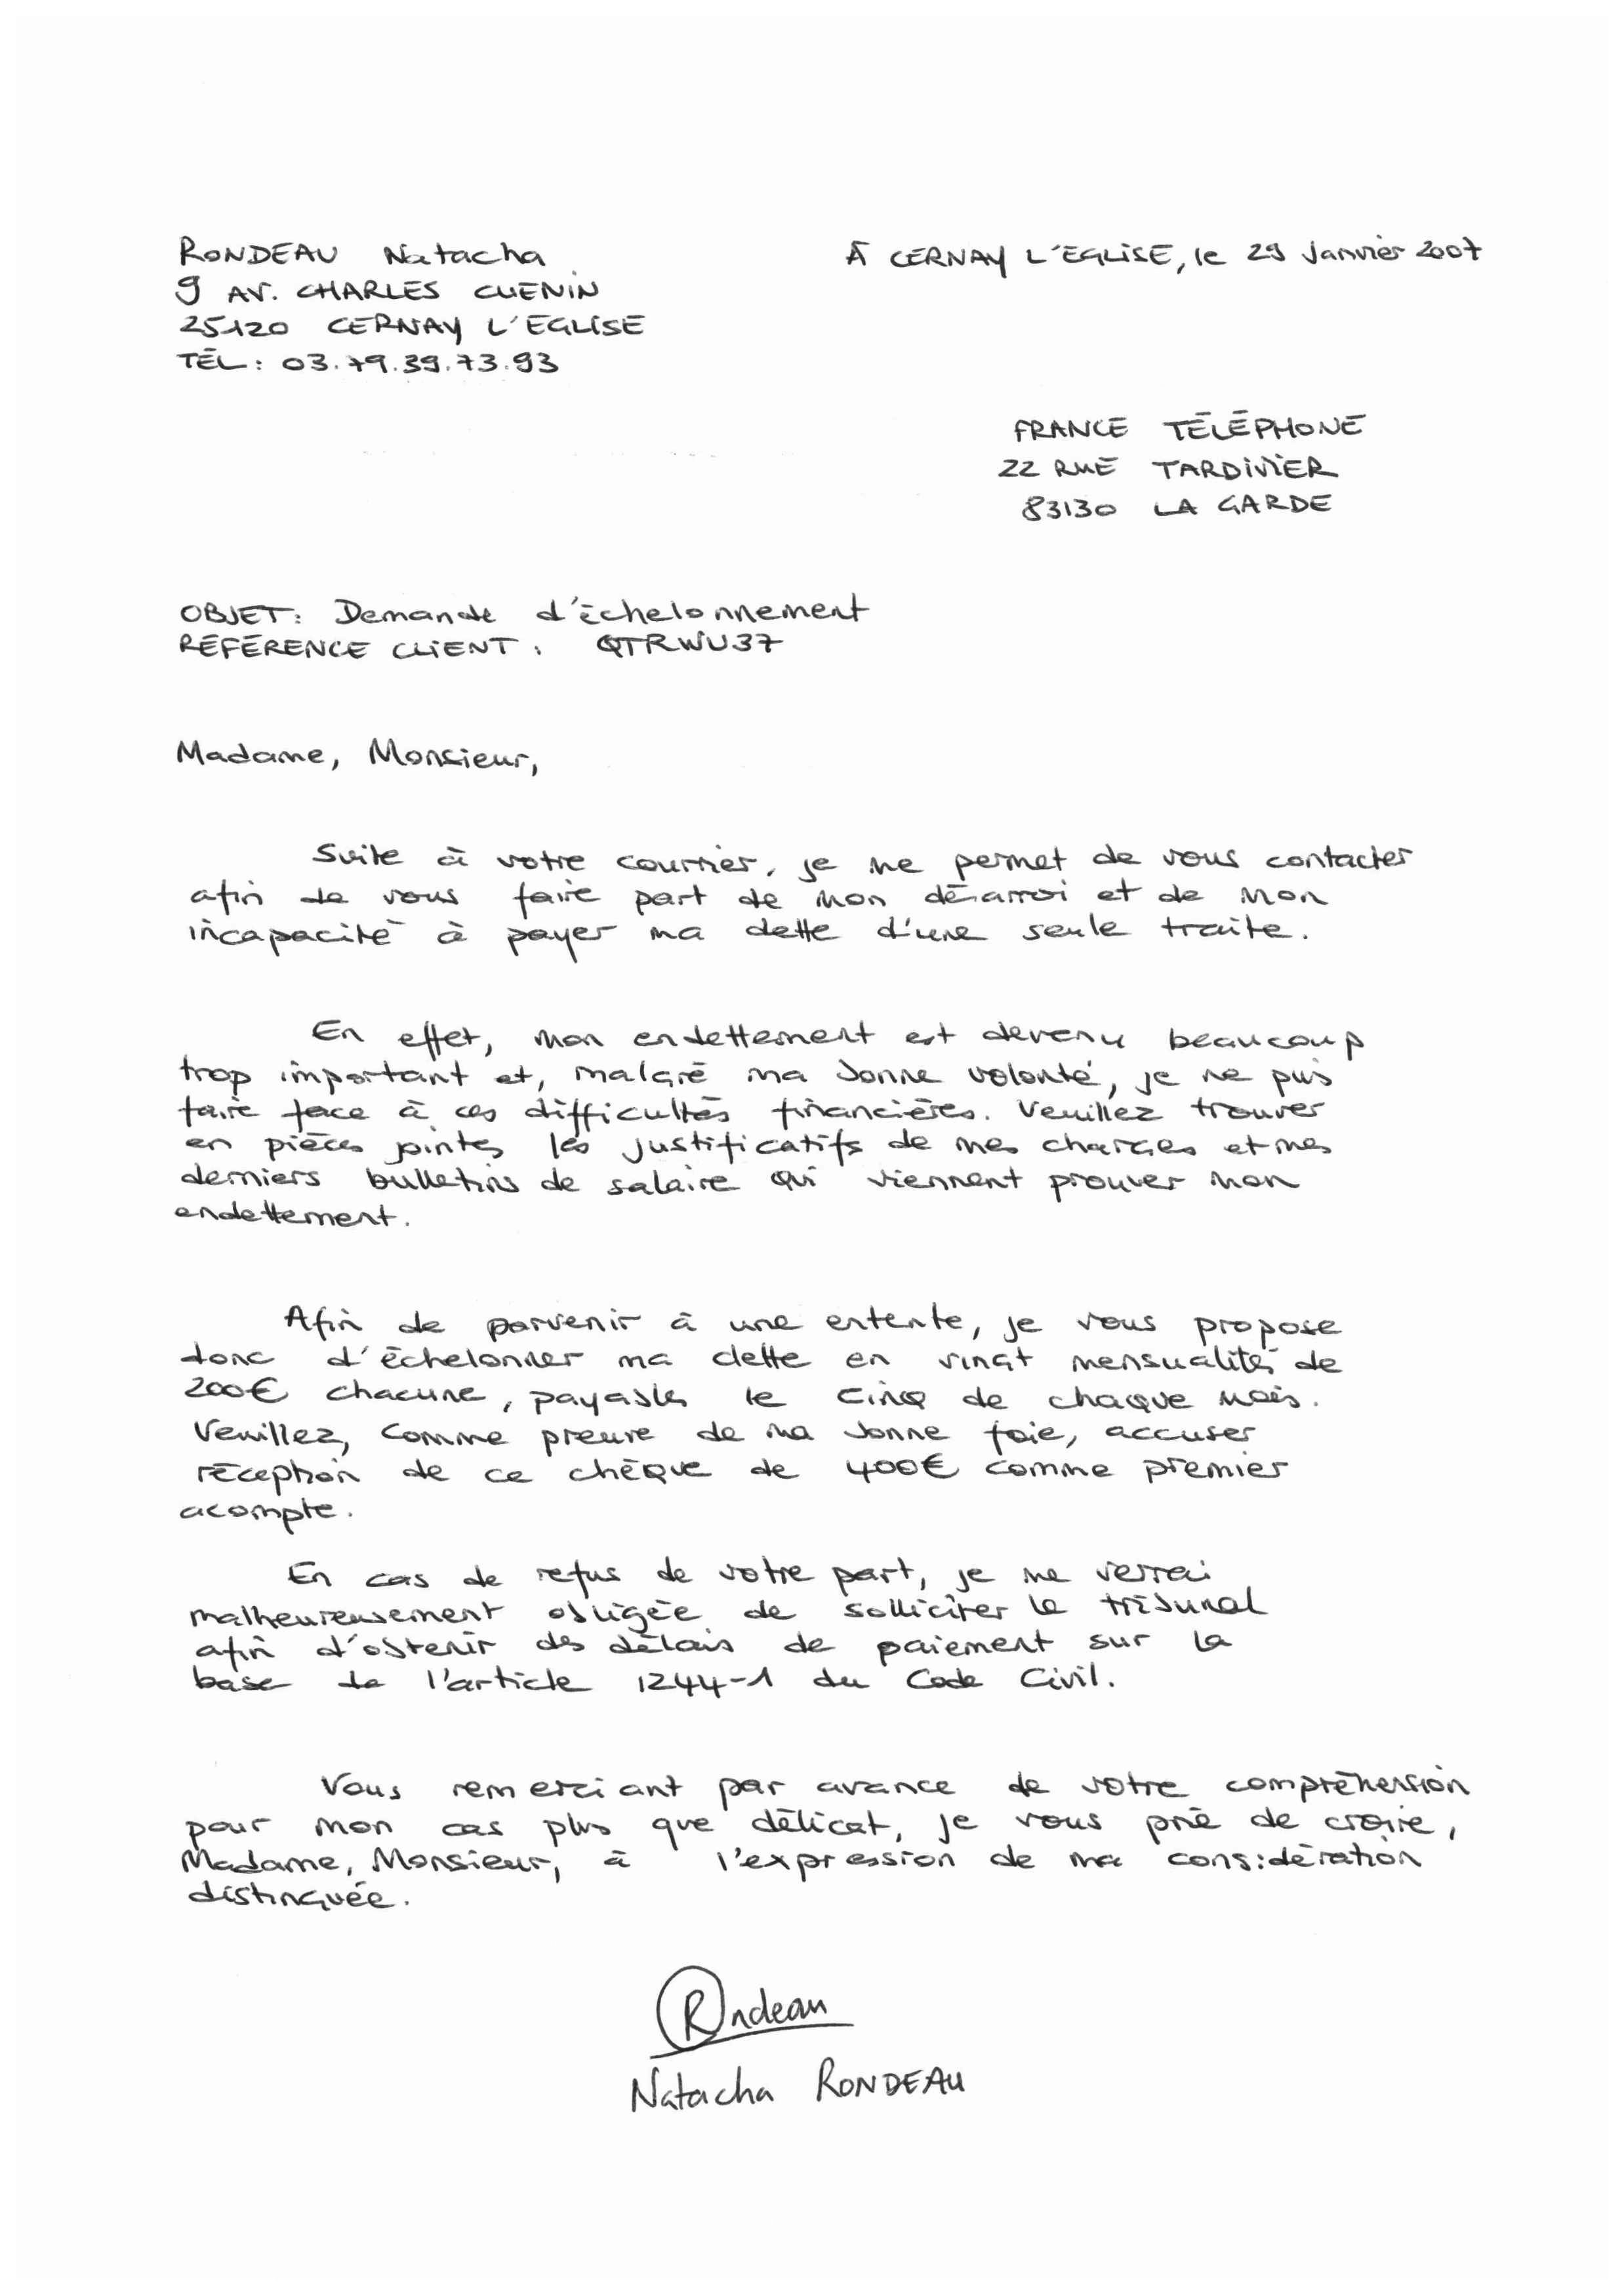 RONDEAU Natacha
À CERNAY L'EGLISE, le 29 Janvier 2007
9 AV. CHARLES CUENIN
25120 CERNAY L'EGLISE
TÉL : 03.79.39.73.93
FRANCE TÉLÉPHONE
22 RUE TARDIVIER
83130 LA GARDE
OBJET : Demande d'échelonnement
RÉFÉRENCE CLIENT : QTRWU37
Madame, Monsieur,
Suite à votre courrier, je me permet de vous contacter
afin de vous faire part de mon désarroi et de mon
incapacité à payer ma dette d'une seule traite.
En effet, mon endettement est devenu beaucoup
trop important et, malgré ma bonne volonté, je ne puis
faire face à ces difficultés financières. Veuillez trouver
en pièces jointes les justificatifs de mes charges et mes
derniers bulletins de salaire qui viennent prouver mon
endettement.
Afin de parvenir à une entente, je vous propose
donc d'échelonner ma dette en vingt mensualités de
200€ chacune, payables le cinq de chaque mois.
Veuillez, comme preuve de ma bonne foie, accuser
réception de ce chèque de 400€ comme premier
acompte.
En cas de refus de votre part, je me verrai
malheureusement obligée de solliciter le tribunal
afin d'obtenir des délais de paiement sur la
base de l'article 1244-1 du Code Civil.
Vous remerciant par avance de votre compréhension
pour mon cas plus que délicat, je vous prie de croire,
Madame, Monsieur, à l'expression de ma considération
distinguée.
Rondeau
Natacha RONDEAU